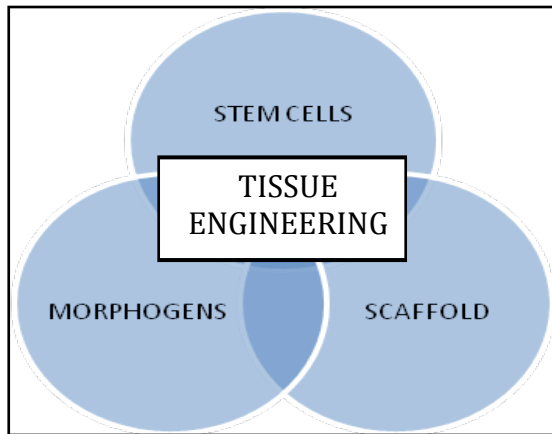 STEM CELLS
TISSUE
ENGINEERING
MORPHOGENS
SCAFFOLD